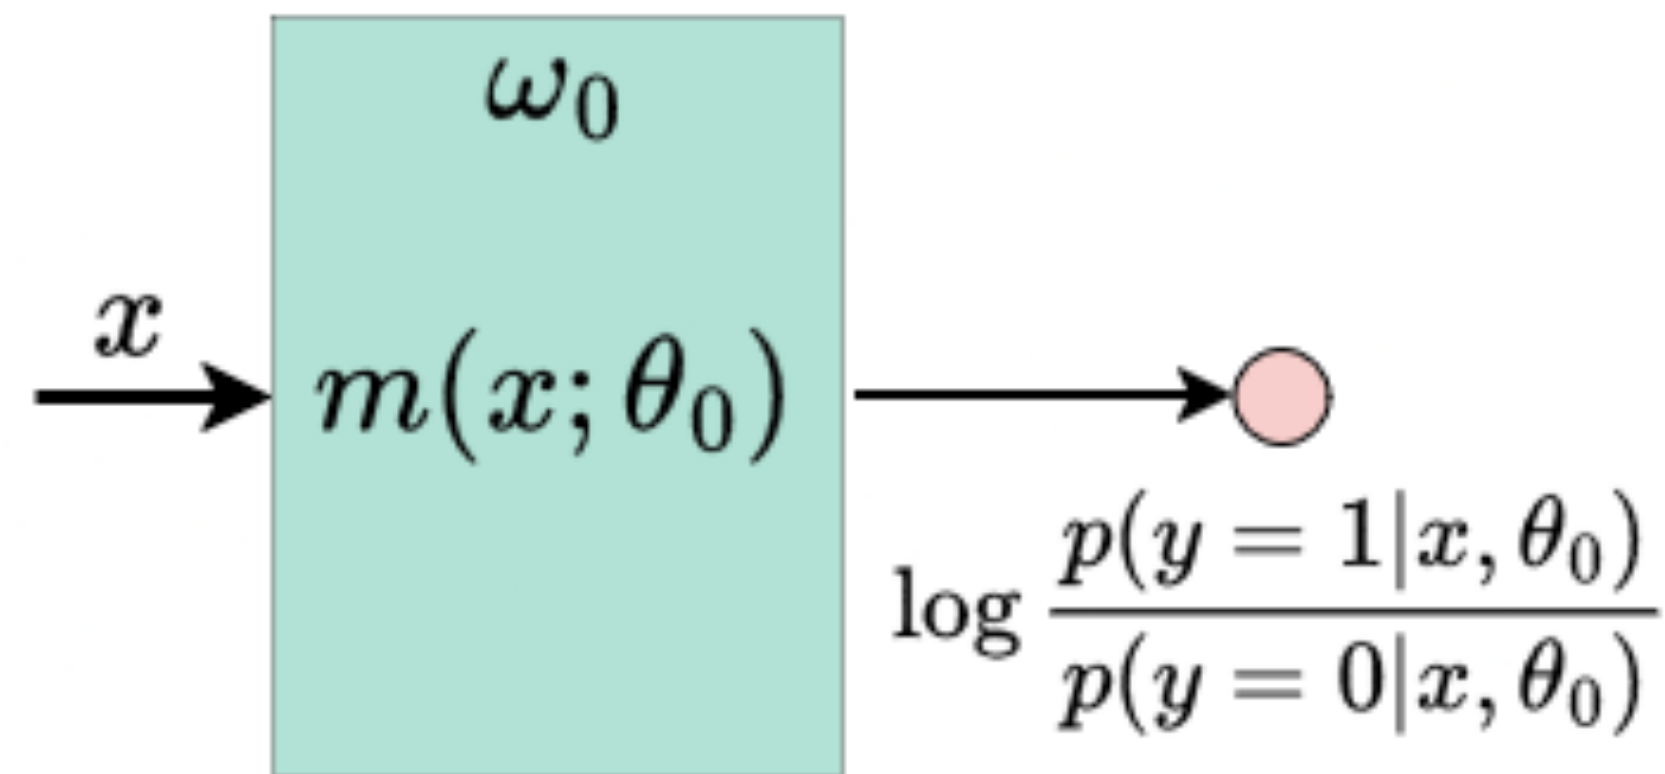 ω₀
x
m(x; θ₀)
log p(y = 1|x, θ₀) / p(y = 0|x, θ₀)